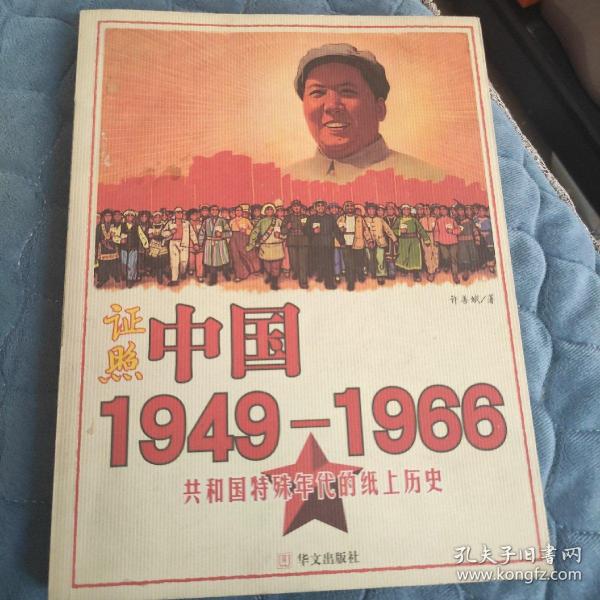 许善斌/著
证照
中国
1949-1966
共和国特殊年代的纸上历史
华文出版社
孔夫子旧书网
www.kongfz.com